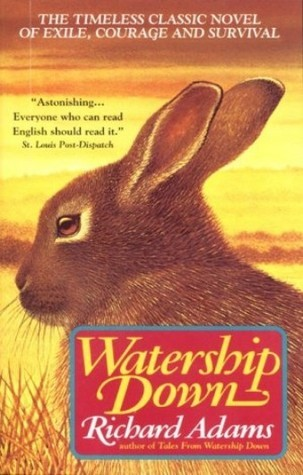 THE TIMELESS CLASSIC NOVEL
OF EXILE, COURAGE AND SURVIVAL
"Astonishing...
Everyone who can read
English should read it."
St. Louis Post-Dispatch
Watership
Down
Richard Adams
author of Tales From Watership Down